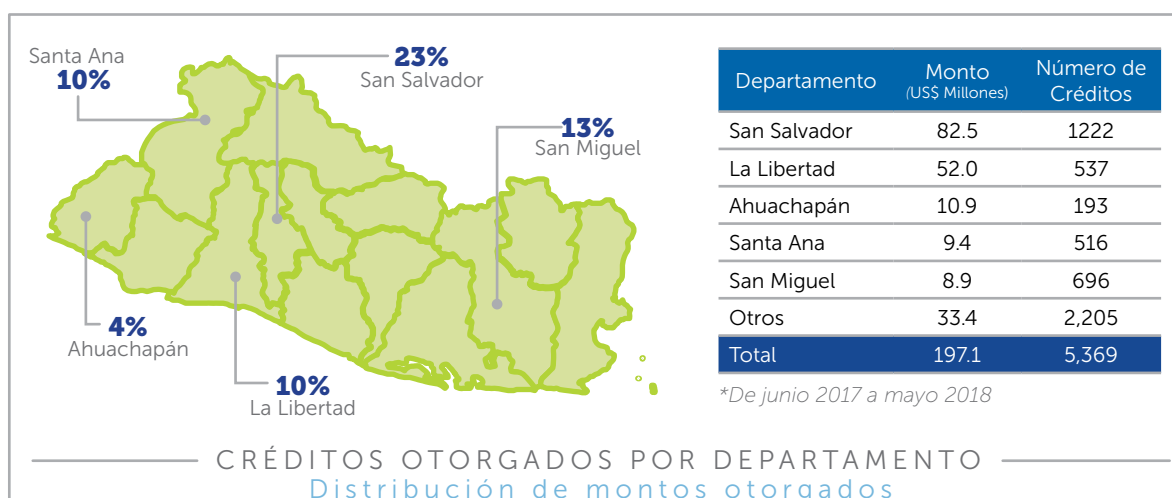 Santa Ana
10%
23%
San Salvador
13%
San Miguel
4%
Ahuachapán
10%
La Libertad
Departamento Monto (US$ Millones) Número de Créditos
San Salvador 82.5 1222
La Libertad 52.0 537
Ahuachapán 10.9 193
Santa Ana 9.4 516
San Miguel 8.9 696
Otros 33.4 2,205
Total 197.1 5,369
*De junio 2017 a mayo 2018
CRÉDITOS OTORGADOS POR DEPARTAMENTO
Distribución de montos otorgados